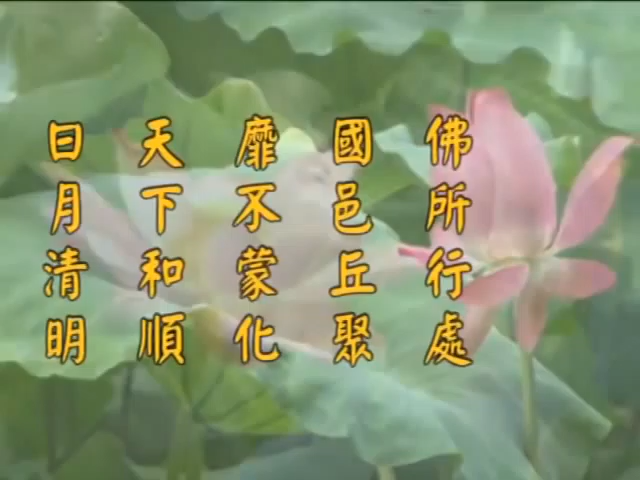 佛所行處
國邑丘聚
靡不蒙化
天下和順
日月清明